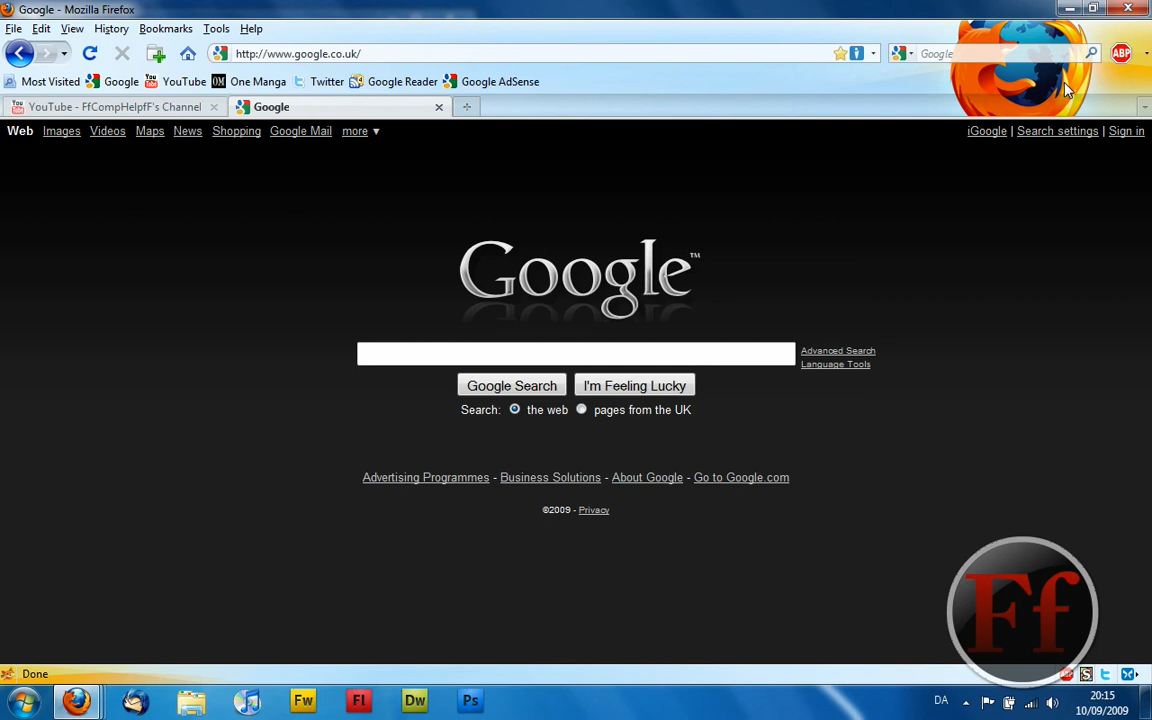 Google - Mozilla Firefox
File Edit View History Bookmarks Tools Help
http://www.google.co.uk/ Google ABP
Most Visited Google YouTube One Manga Twitter Google Reader Google AdSense
YouTube - FfCompHelpfF's Channel Google
Web Images Videos Maps News Shopping Google Mail more ▼ iGoogle | Search settings | Sign in
Google™
Advanced Search
Language Tools
Google Search I'm Feeling Lucky
Search: the web pages from the UK
Advertising Programmes - Business Solutions - About Google - Go to Google.com
©2009 - Privacy
Ff
Done
Fw Fl Dw Ps DA 20:15
10/09/2009